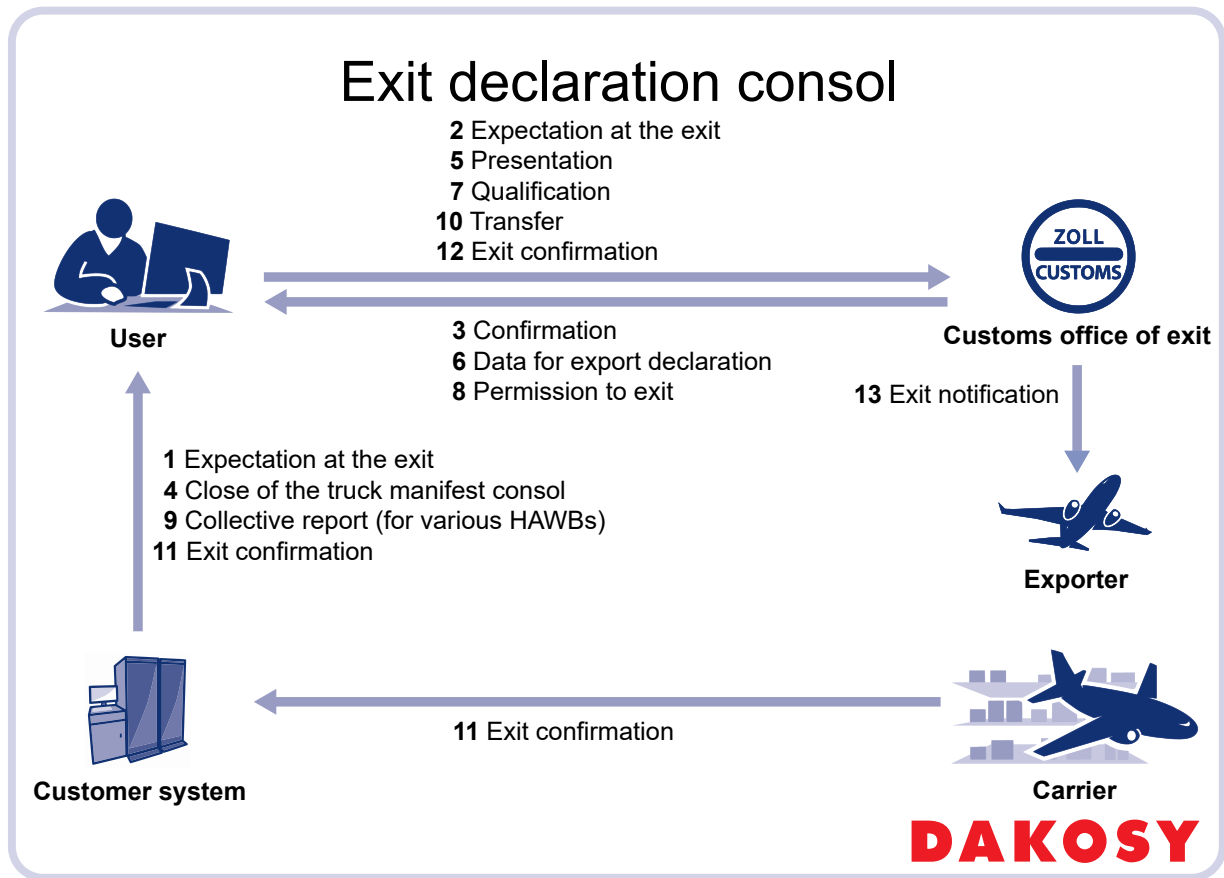 Exit declaration consol
2 Expectation at the exit
5 Presentation
7 Qualification
10 Transfer
12 Exit confirmation
ZOLL
CUSTOMS
User
3 Confirmation
6 Data for export declaration
8 Permission to exit
Customs office of exit
13 Exit notification
1 Expectation at the exit
4 Close of the truck manifest consol
9 Collective report (for various HAWBs)
11 Exit confirmation
Exporter
11 Exit confirmation
Customer system
Carrier
DAKOSY